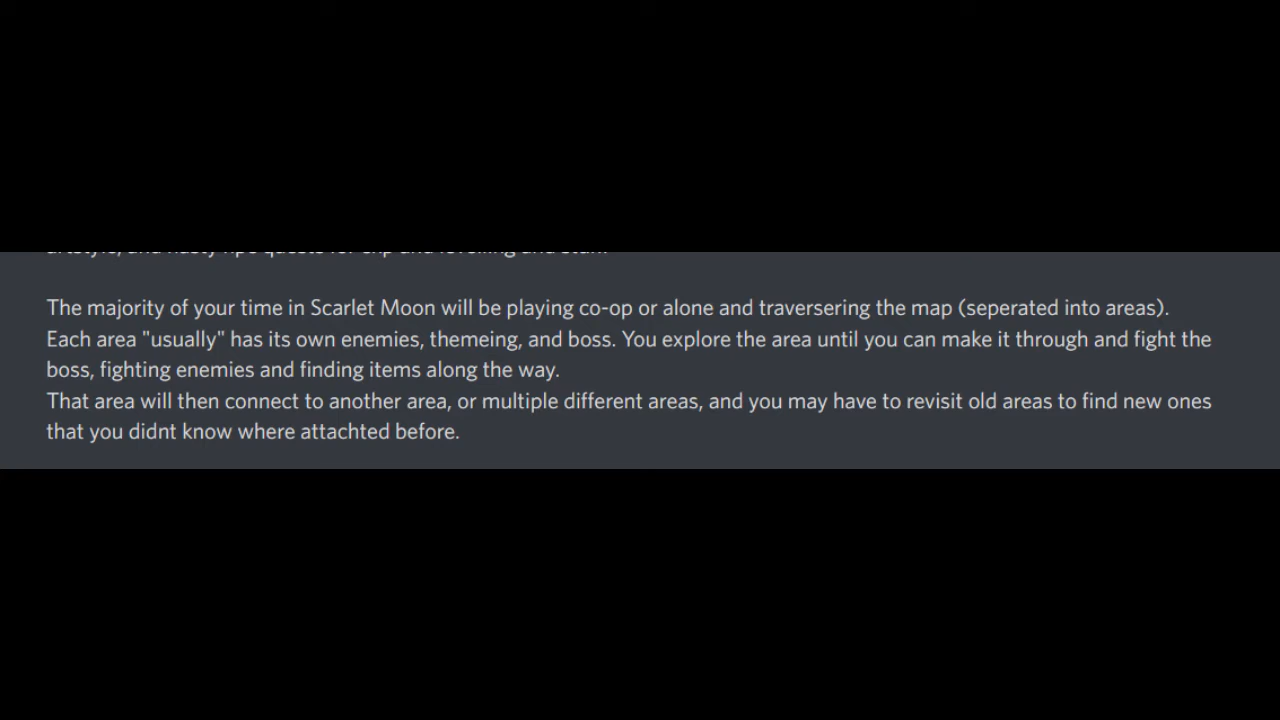 The majority of your time in Scarlet Moon will be playing co-op or alone and traversering the map (seperated into areas).
Each area "usually" has its own enemies, themeing, and boss. You explore the area until you can make it through and fight the
boss, fighting enemies and finding items along the way.
That area will then connect to another area, or multiple different areas, and you may have to revisit old areas to find new ones
that you didnt know where attachted before.